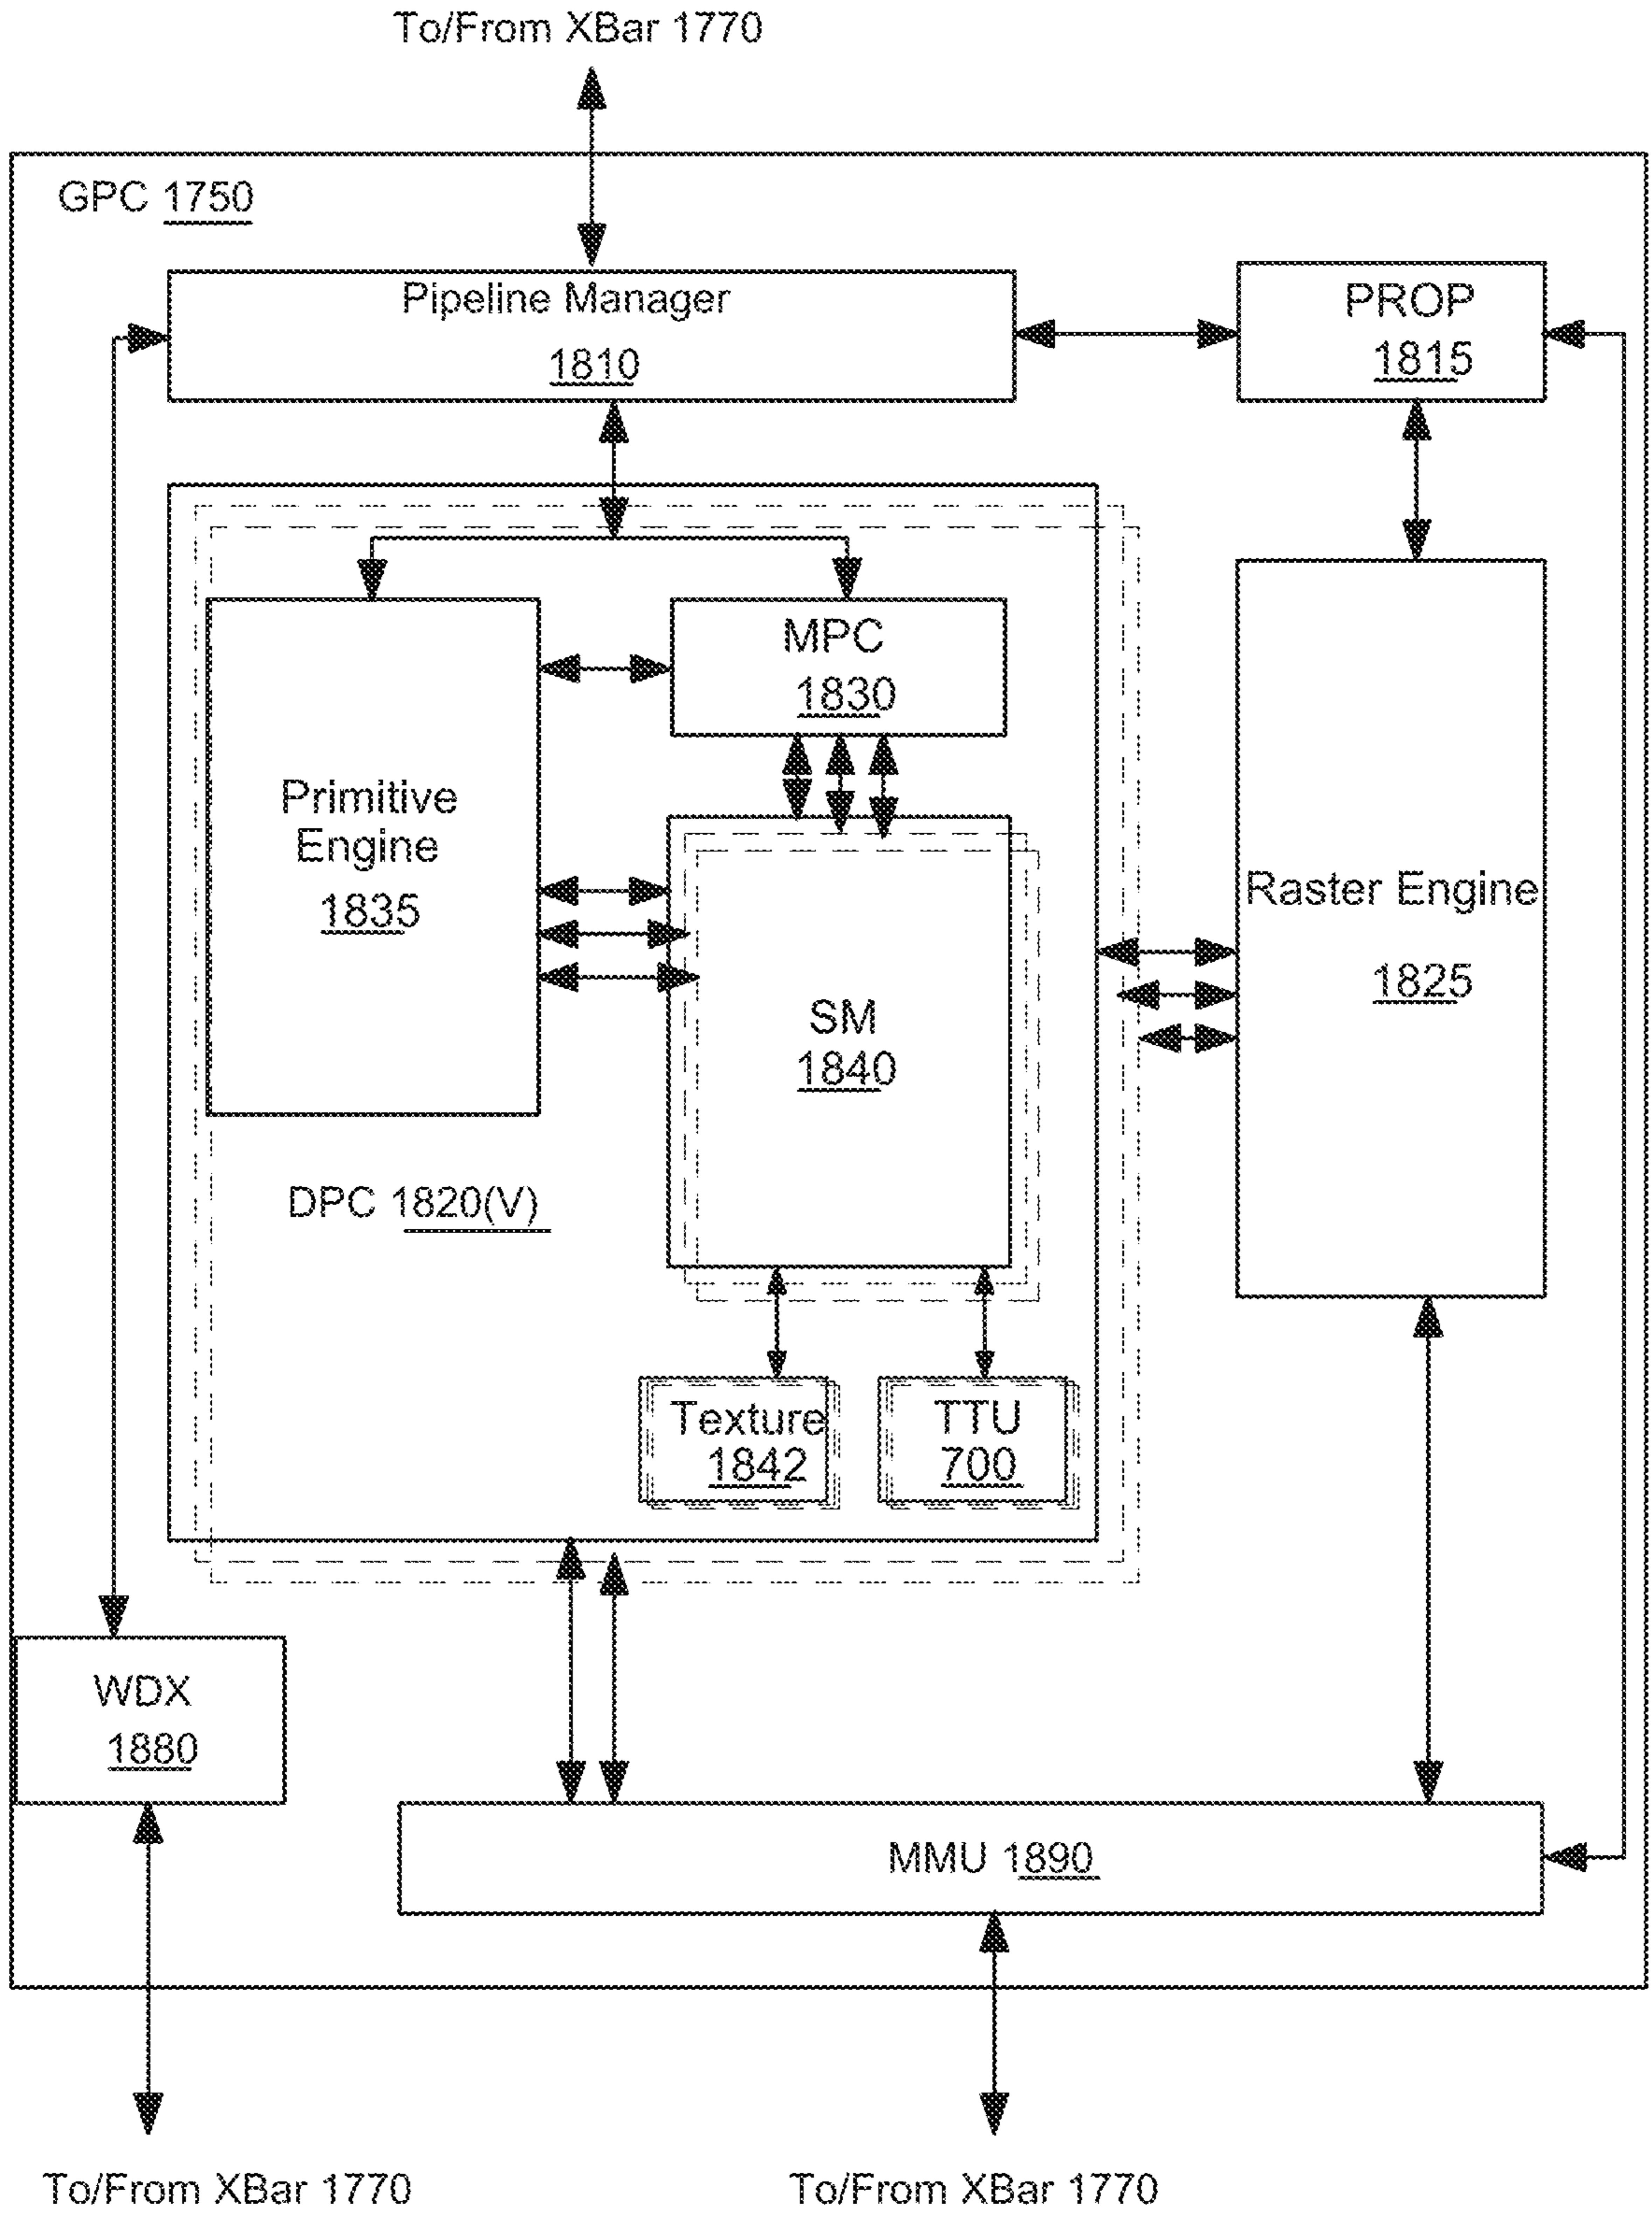 To/From XBar 1770
GPC 1750
Pipeline Manager
1810
PROP
1815
MPC
1830
Primitive
Engine
1835
Raster Engine
1825
SM
1840
DPC 1820(V)
Texture
1842
TTU
700
WDX
1880
MMU 1890
To/From XBar 1770
To/From XBar 1770